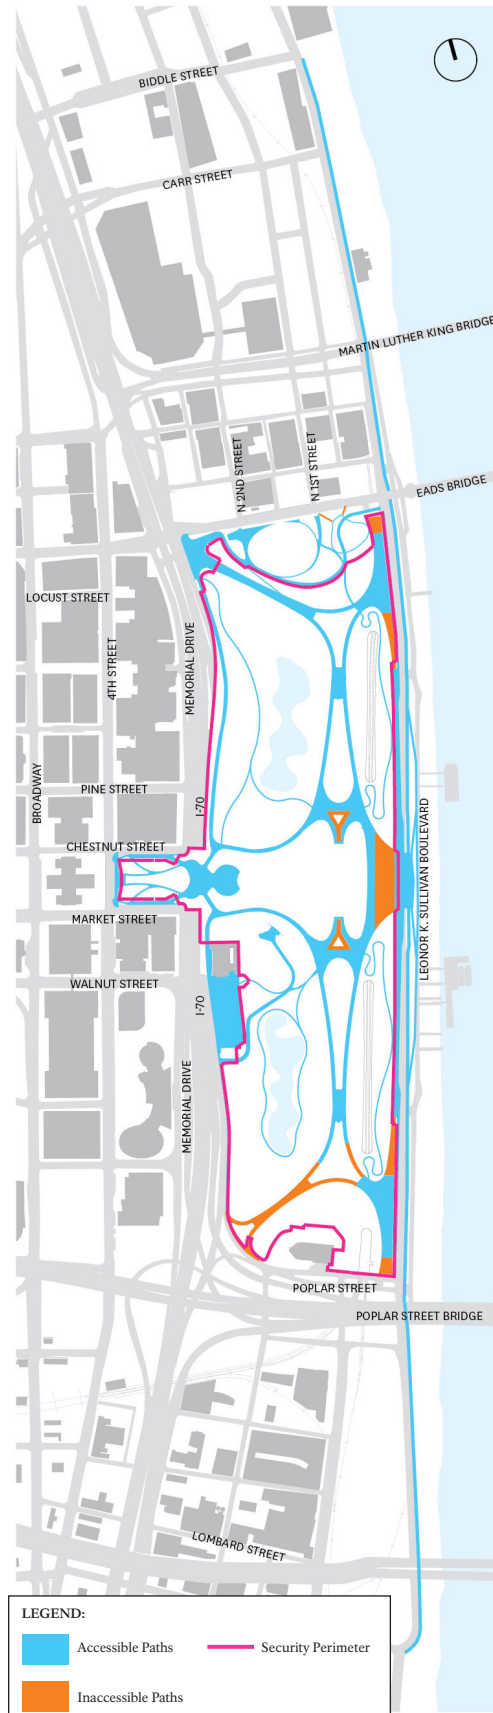 BIDDLE STREET
CARR STREET
MARTIN LUTHER KING BRIDGE
N 2ND STREET
N 1ST STREET
EADS BRIDGE
LOCUST STREET
4TH STREET
MEMORIAL DRIVE
BROADWAY
PINE STREET
I-70
CHESTNUT STREET
MARKET STREET
LEONOR K. SULLIVAN BOULEVARD
WALNUT STREET
I-70
MEMORIAL DRIVE
POPLAR STREET
POPLAR STREET BRIDGE
LOMBARD STREET
LEGEND:
Accessible Paths
Security Perimeter
Inaccessible Paths